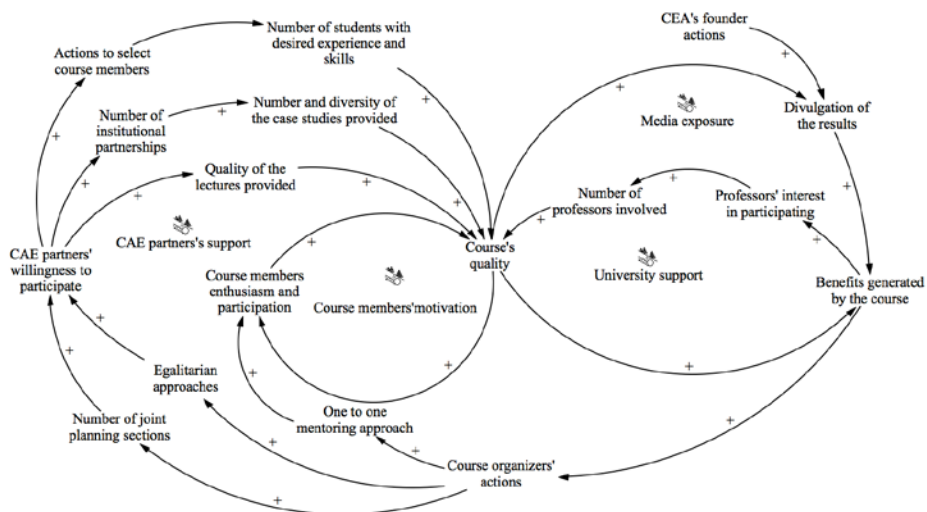 CEA's founder
actions
Number of students with
desired experience and
skills
Actions to select
course members
+
+
+
+
+
Number of
institutional
partnerships
+
Number and diversity of
the case studies provided
Media exposure
Divulgation of
the results
+
+
+
+
Quality of the
lectures provided
+
+
Number of
professors involved
+
Professors' interest
in participating
+
+
CAE partners's support
CAE partners'
willingness to
participate
+
Course's
quality
University support
+
Course members
enthusiasm and
participation
Course members'motivation
Benefits generated
by the course
+
+
Egalitarian
approaches
+
+
+
Number of joint
planning sections
One to one
mentoring approach
+
+
+
Course organizers'
actions
+